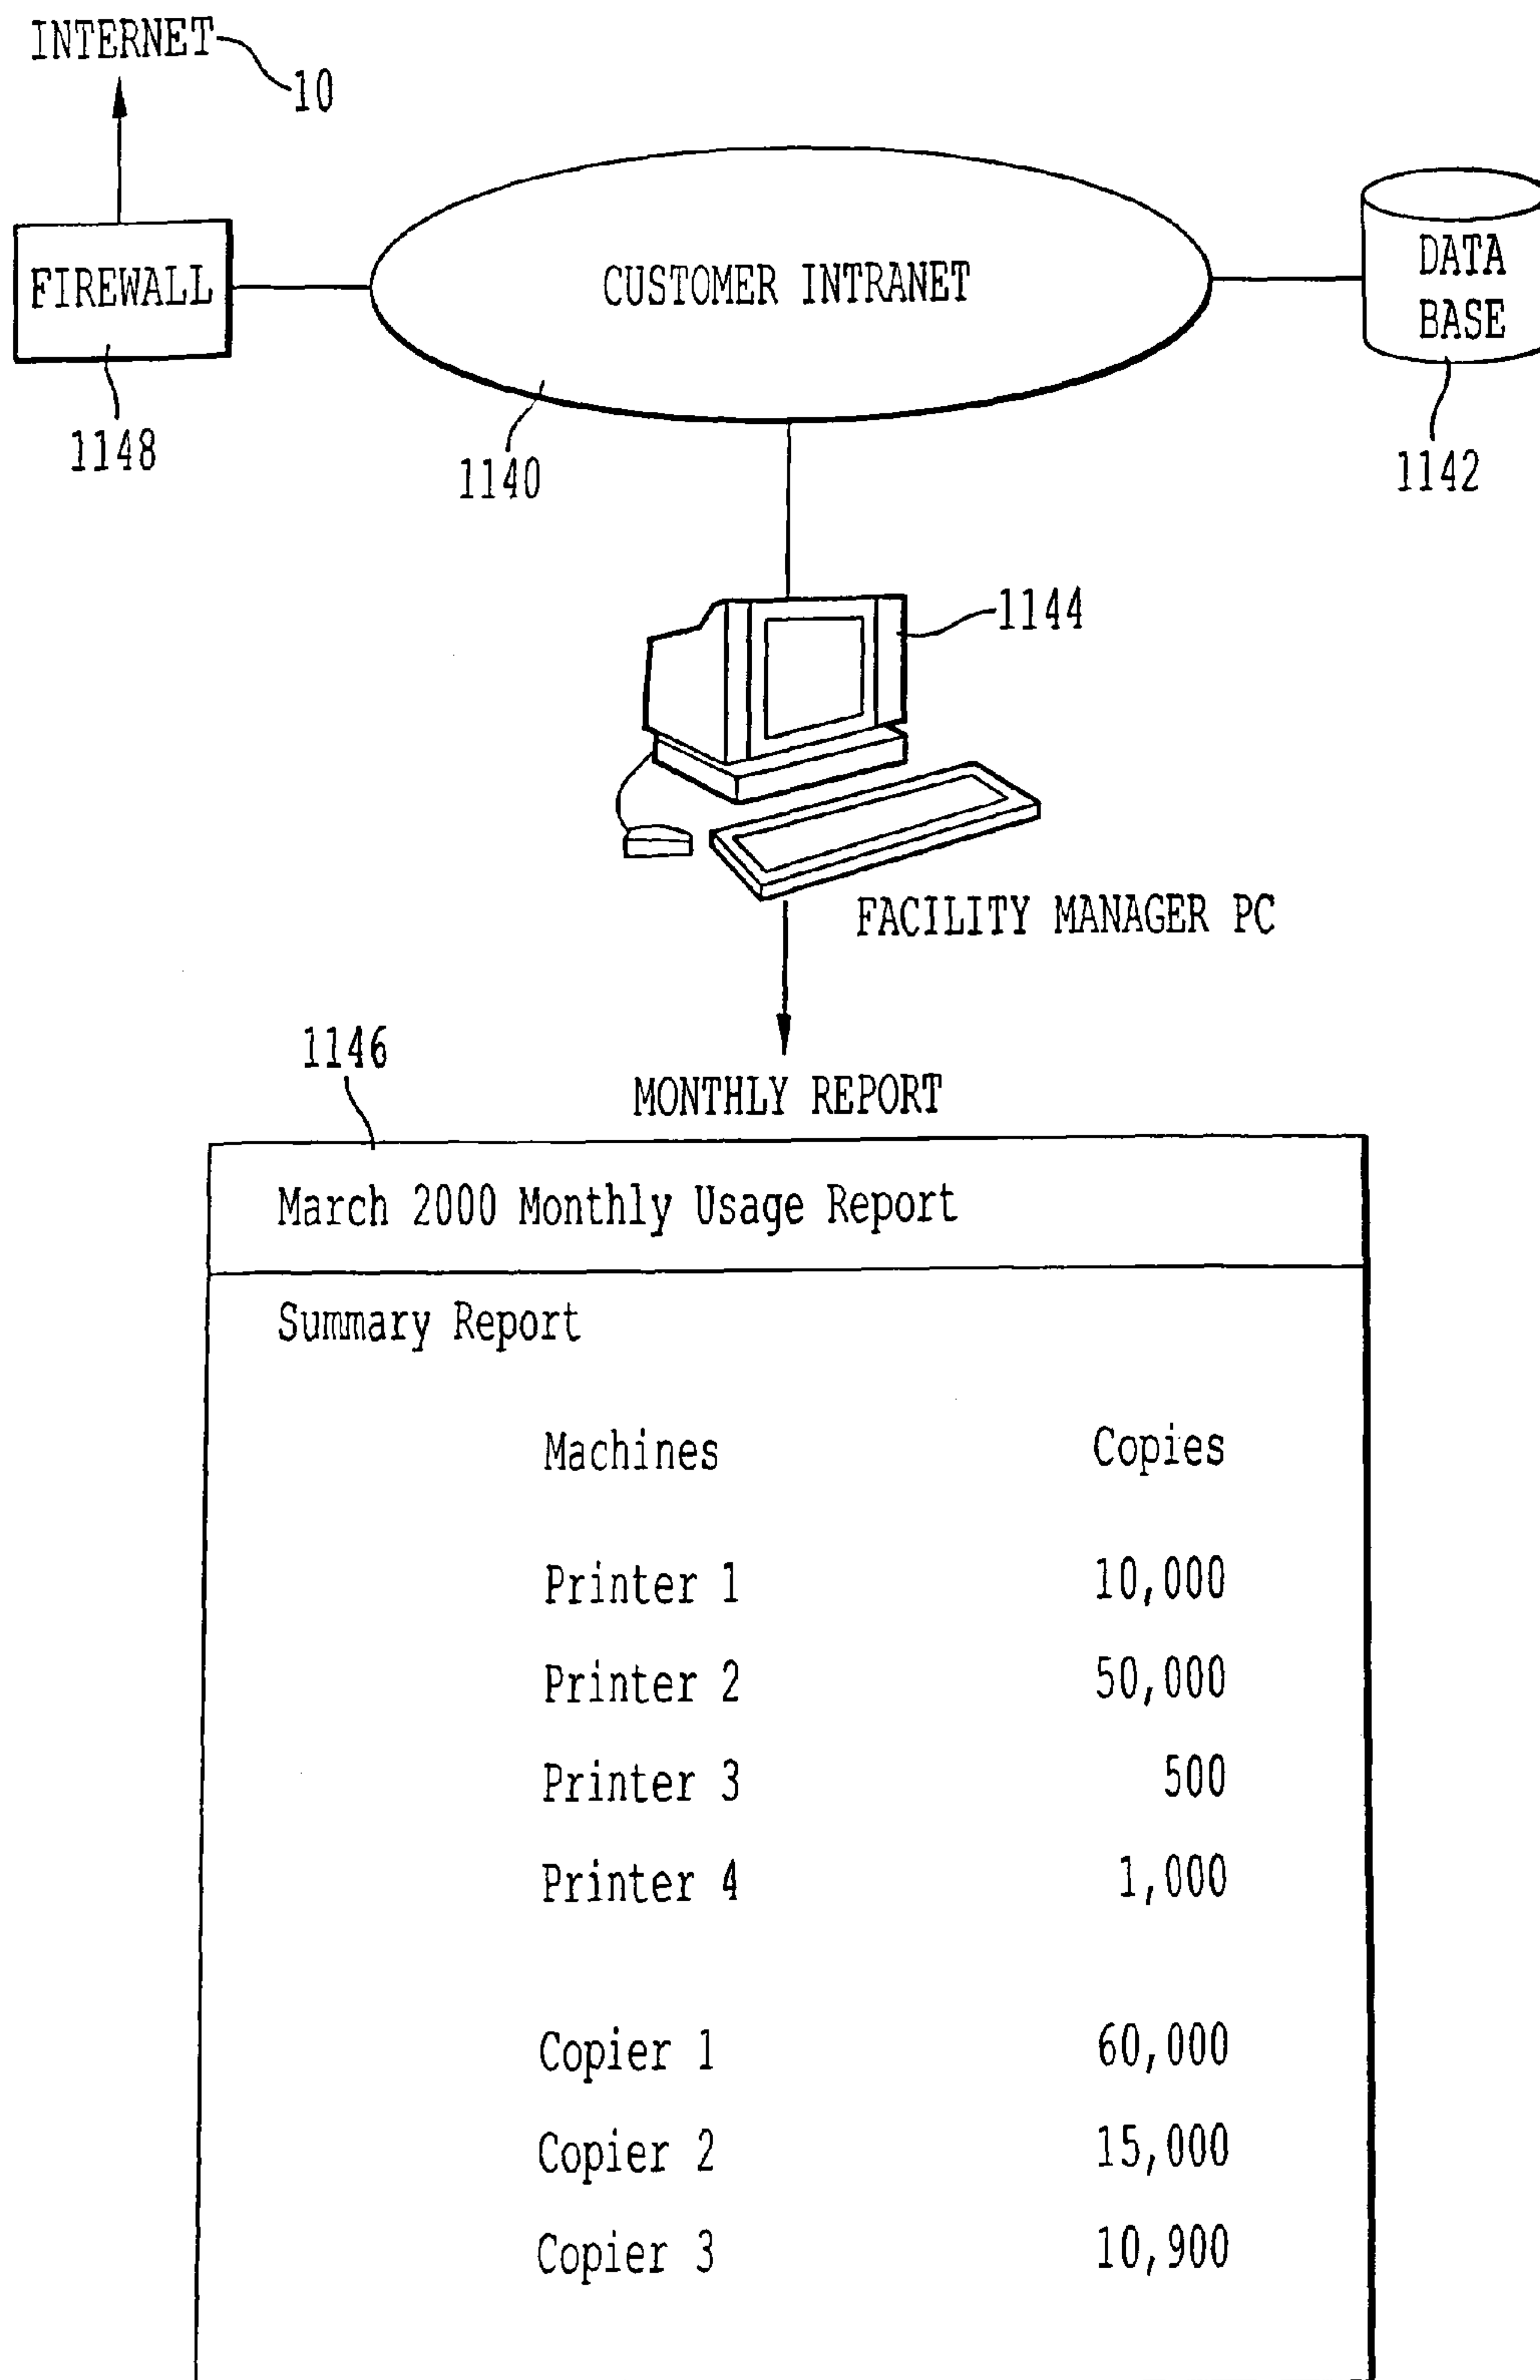 INTERNET
10
FIREWALL
CUSTOMER INTRANET
DATA
BASE
1148
1140
1142
1144
FACILITY MANAGER PC
1146
MONTHLY REPORT
March 2000 Monthly Usage Report
Summary Report
Machines Copies
Printer 1 10,000
Printer 2 50,000
Printer 3 500
Printer 4 1,000
Copier 1 60,000
Copier 2 15,000
Copier 3 10,900